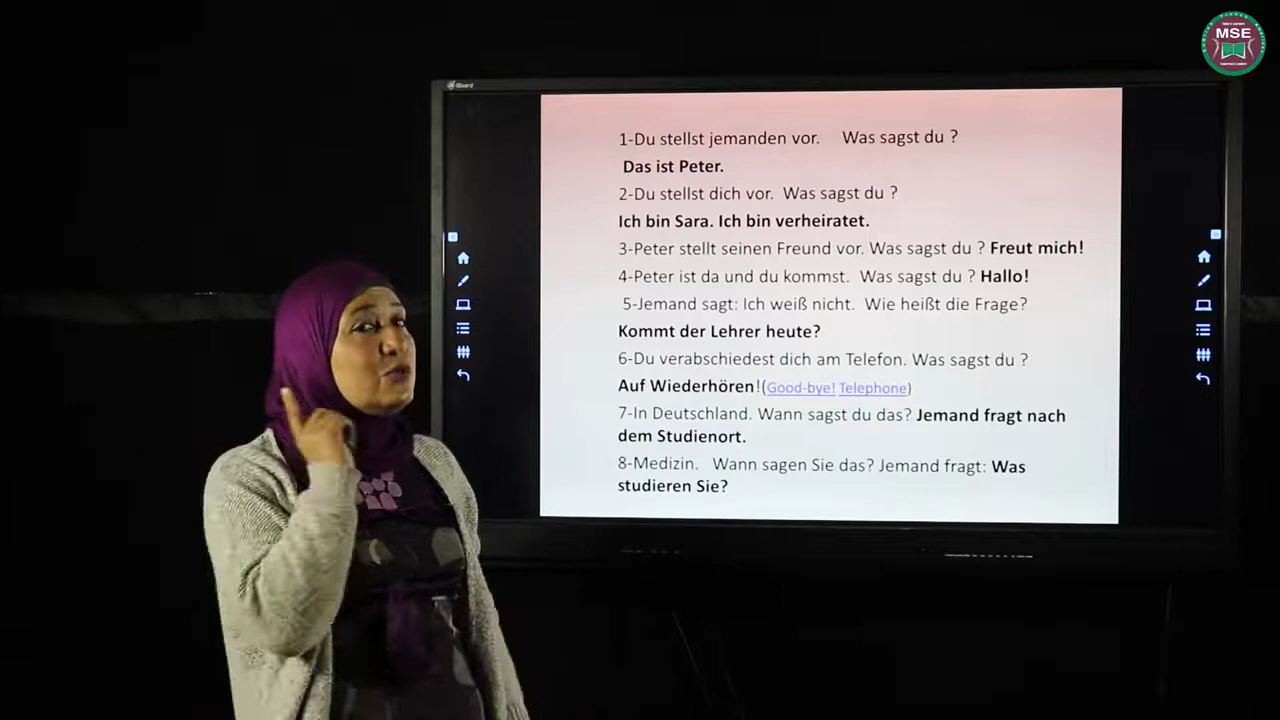 MSE
1-Du stellst jemanden vor. Was sagst du ?
Das ist Peter.
2-Du stellst dich vor. Was sagst du ?
Ich bin Sara. Ich bin verheiratet.
3-Peter stellt seinen Freund vor. Was sagst du ? Freut mich!
4-Peter ist da und du kommst. Was sagst du ? Hallo!
5-Jemand sagt: Ich weiß nicht. Wie heißt die Frage?
Kommt der Lehrer heute?
6-Du verabschiedest dich am Telefon. Was sagst du ?
Auf Wiederhören!(Good-bye! Telephone)
7-In Deutschland. Wann sagst du das? Jemand fragt nach
dem Studienort.
8-Medizin. Wann sagen Sie das? Jemand fragt: Was
studieren Sie?